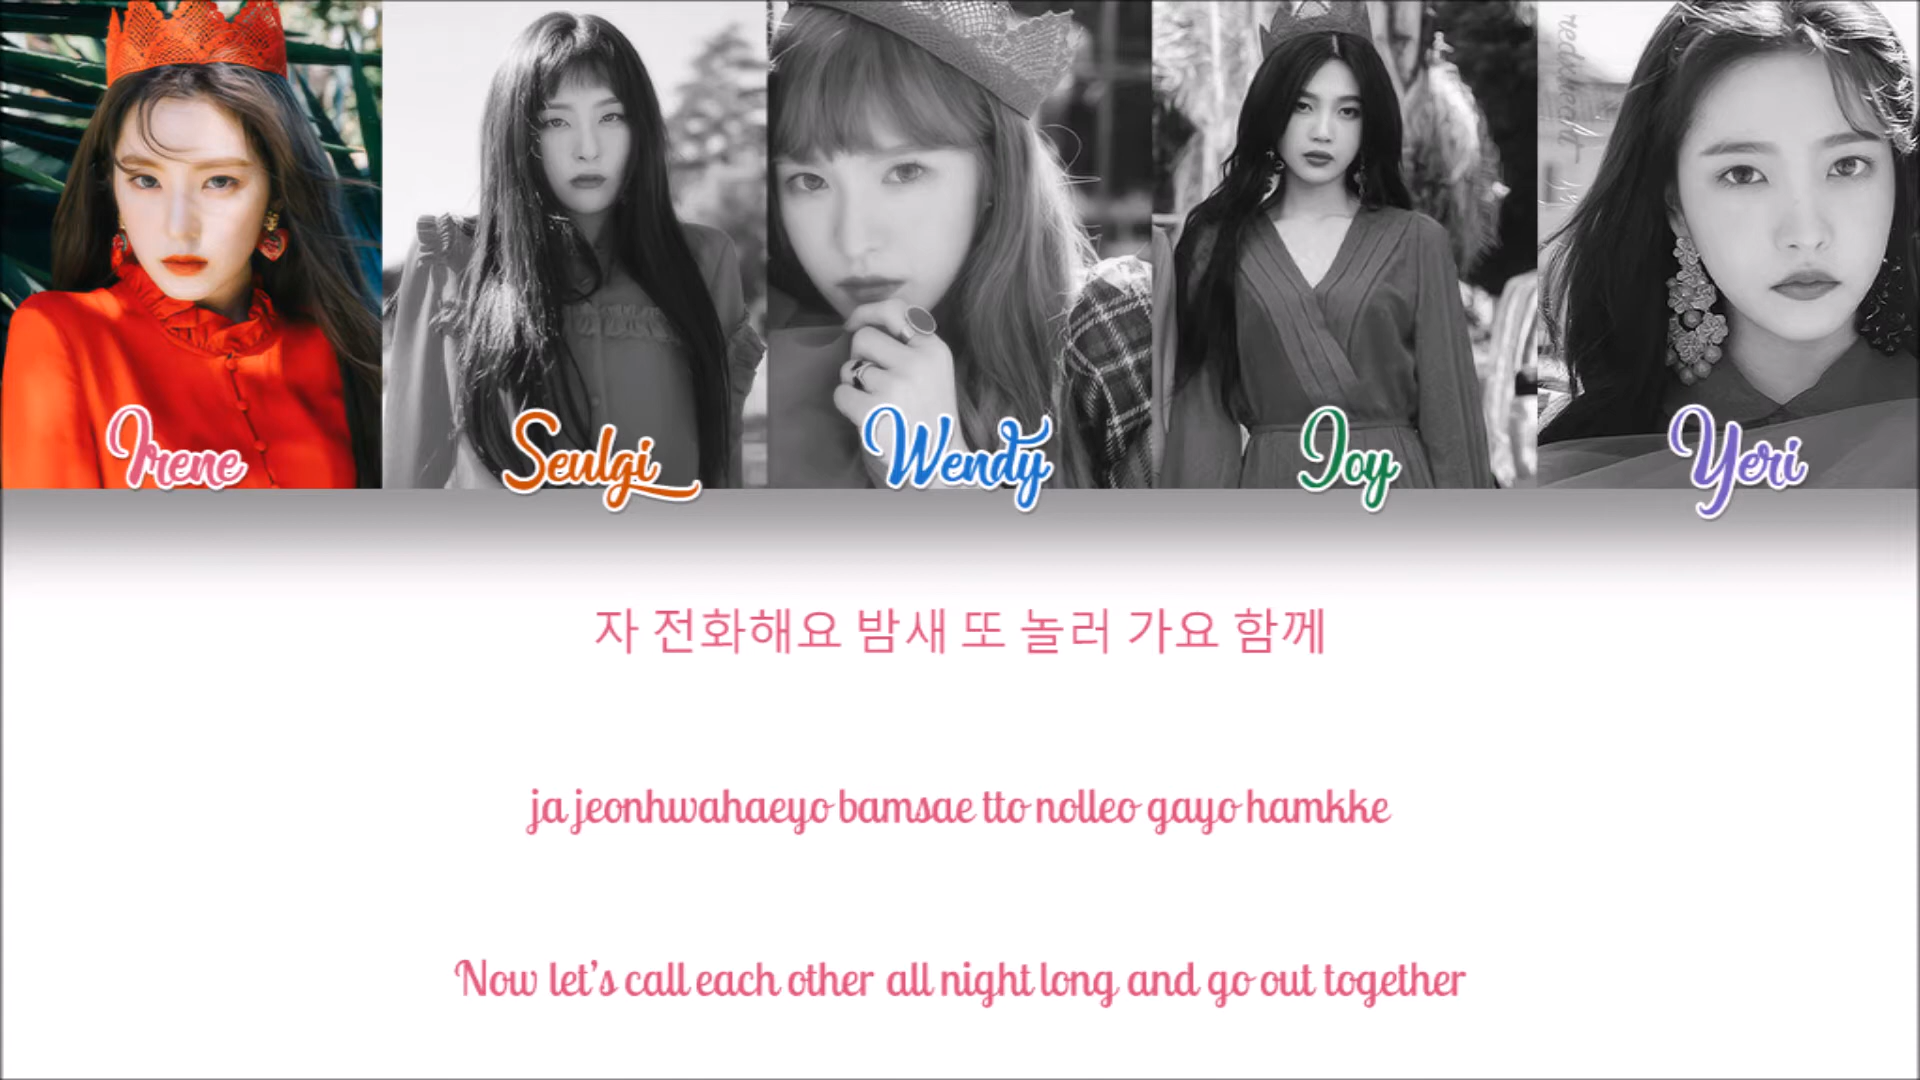 Irene
Seulgi
Wendy
Joy
Yeri
자 전화해요 밤새 또 놀러 가요 함께
ja jeonhwahaeyo bamsae tto nolleo gayo hamkke
Now let's call each other all night long and go out together